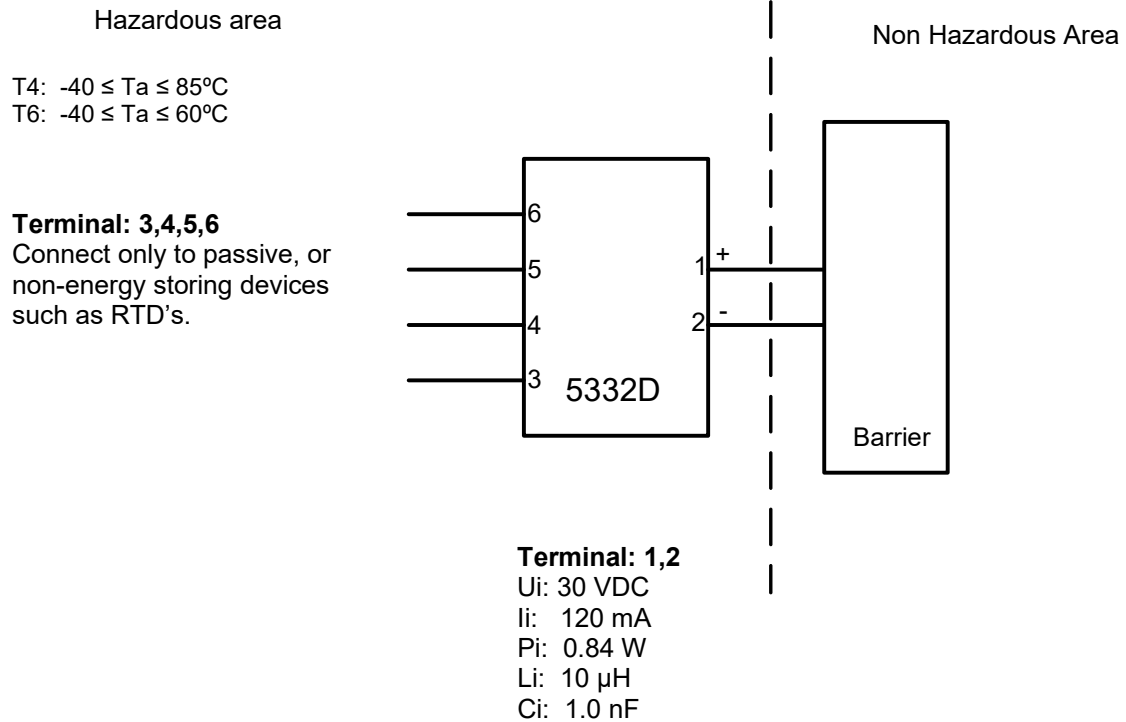 Hazardous area
Non Hazardous Area
T4: -40 ≤ Ta ≤ 85ºC
T6: -40 ≤ Ta ≤ 60ºC
Terminal: 3,4,5,6
Connect only to passive, or
non-energy storing devices
such as RTD's.
6
5
4
3
1 +
2 -
5332D
Barrier
Terminal: 1,2
Ui: 30 VDC
Ii: 120 mA
Pi: 0.84 W
Li: 10 µH
Ci: 1.0 nF